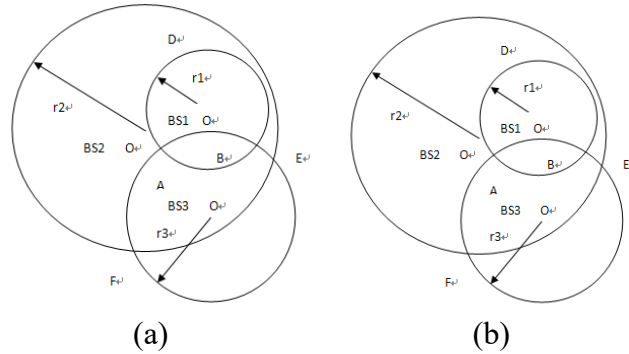 D↵
r1↵
r2↵
BS1 O↵
BS2 O↵
B↵
E↵
A
BS3 O↵
r3↵
F↵
(a)
D↵
r1↵
r2↵
BS1 O↵
BS2 O↵
B↵
E
A
BS3 O↵
r3↵
F↵
(b)